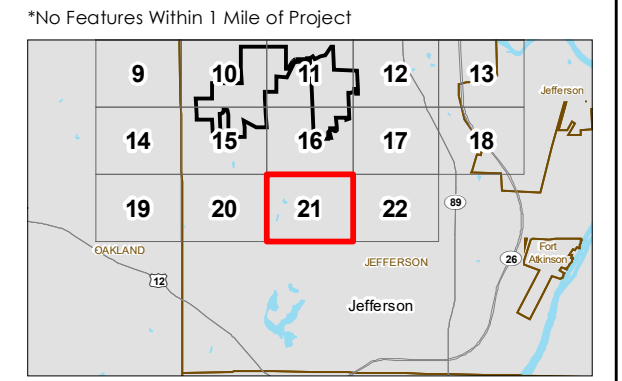 *No Features Within 1 Mile of Project
9 10 11 12 13
Jefferson
14 15 16 17 18
19 20 21 22 89
OAKLAND
JEFFERSON
26
Fort
Atkinson
12
Jefferson